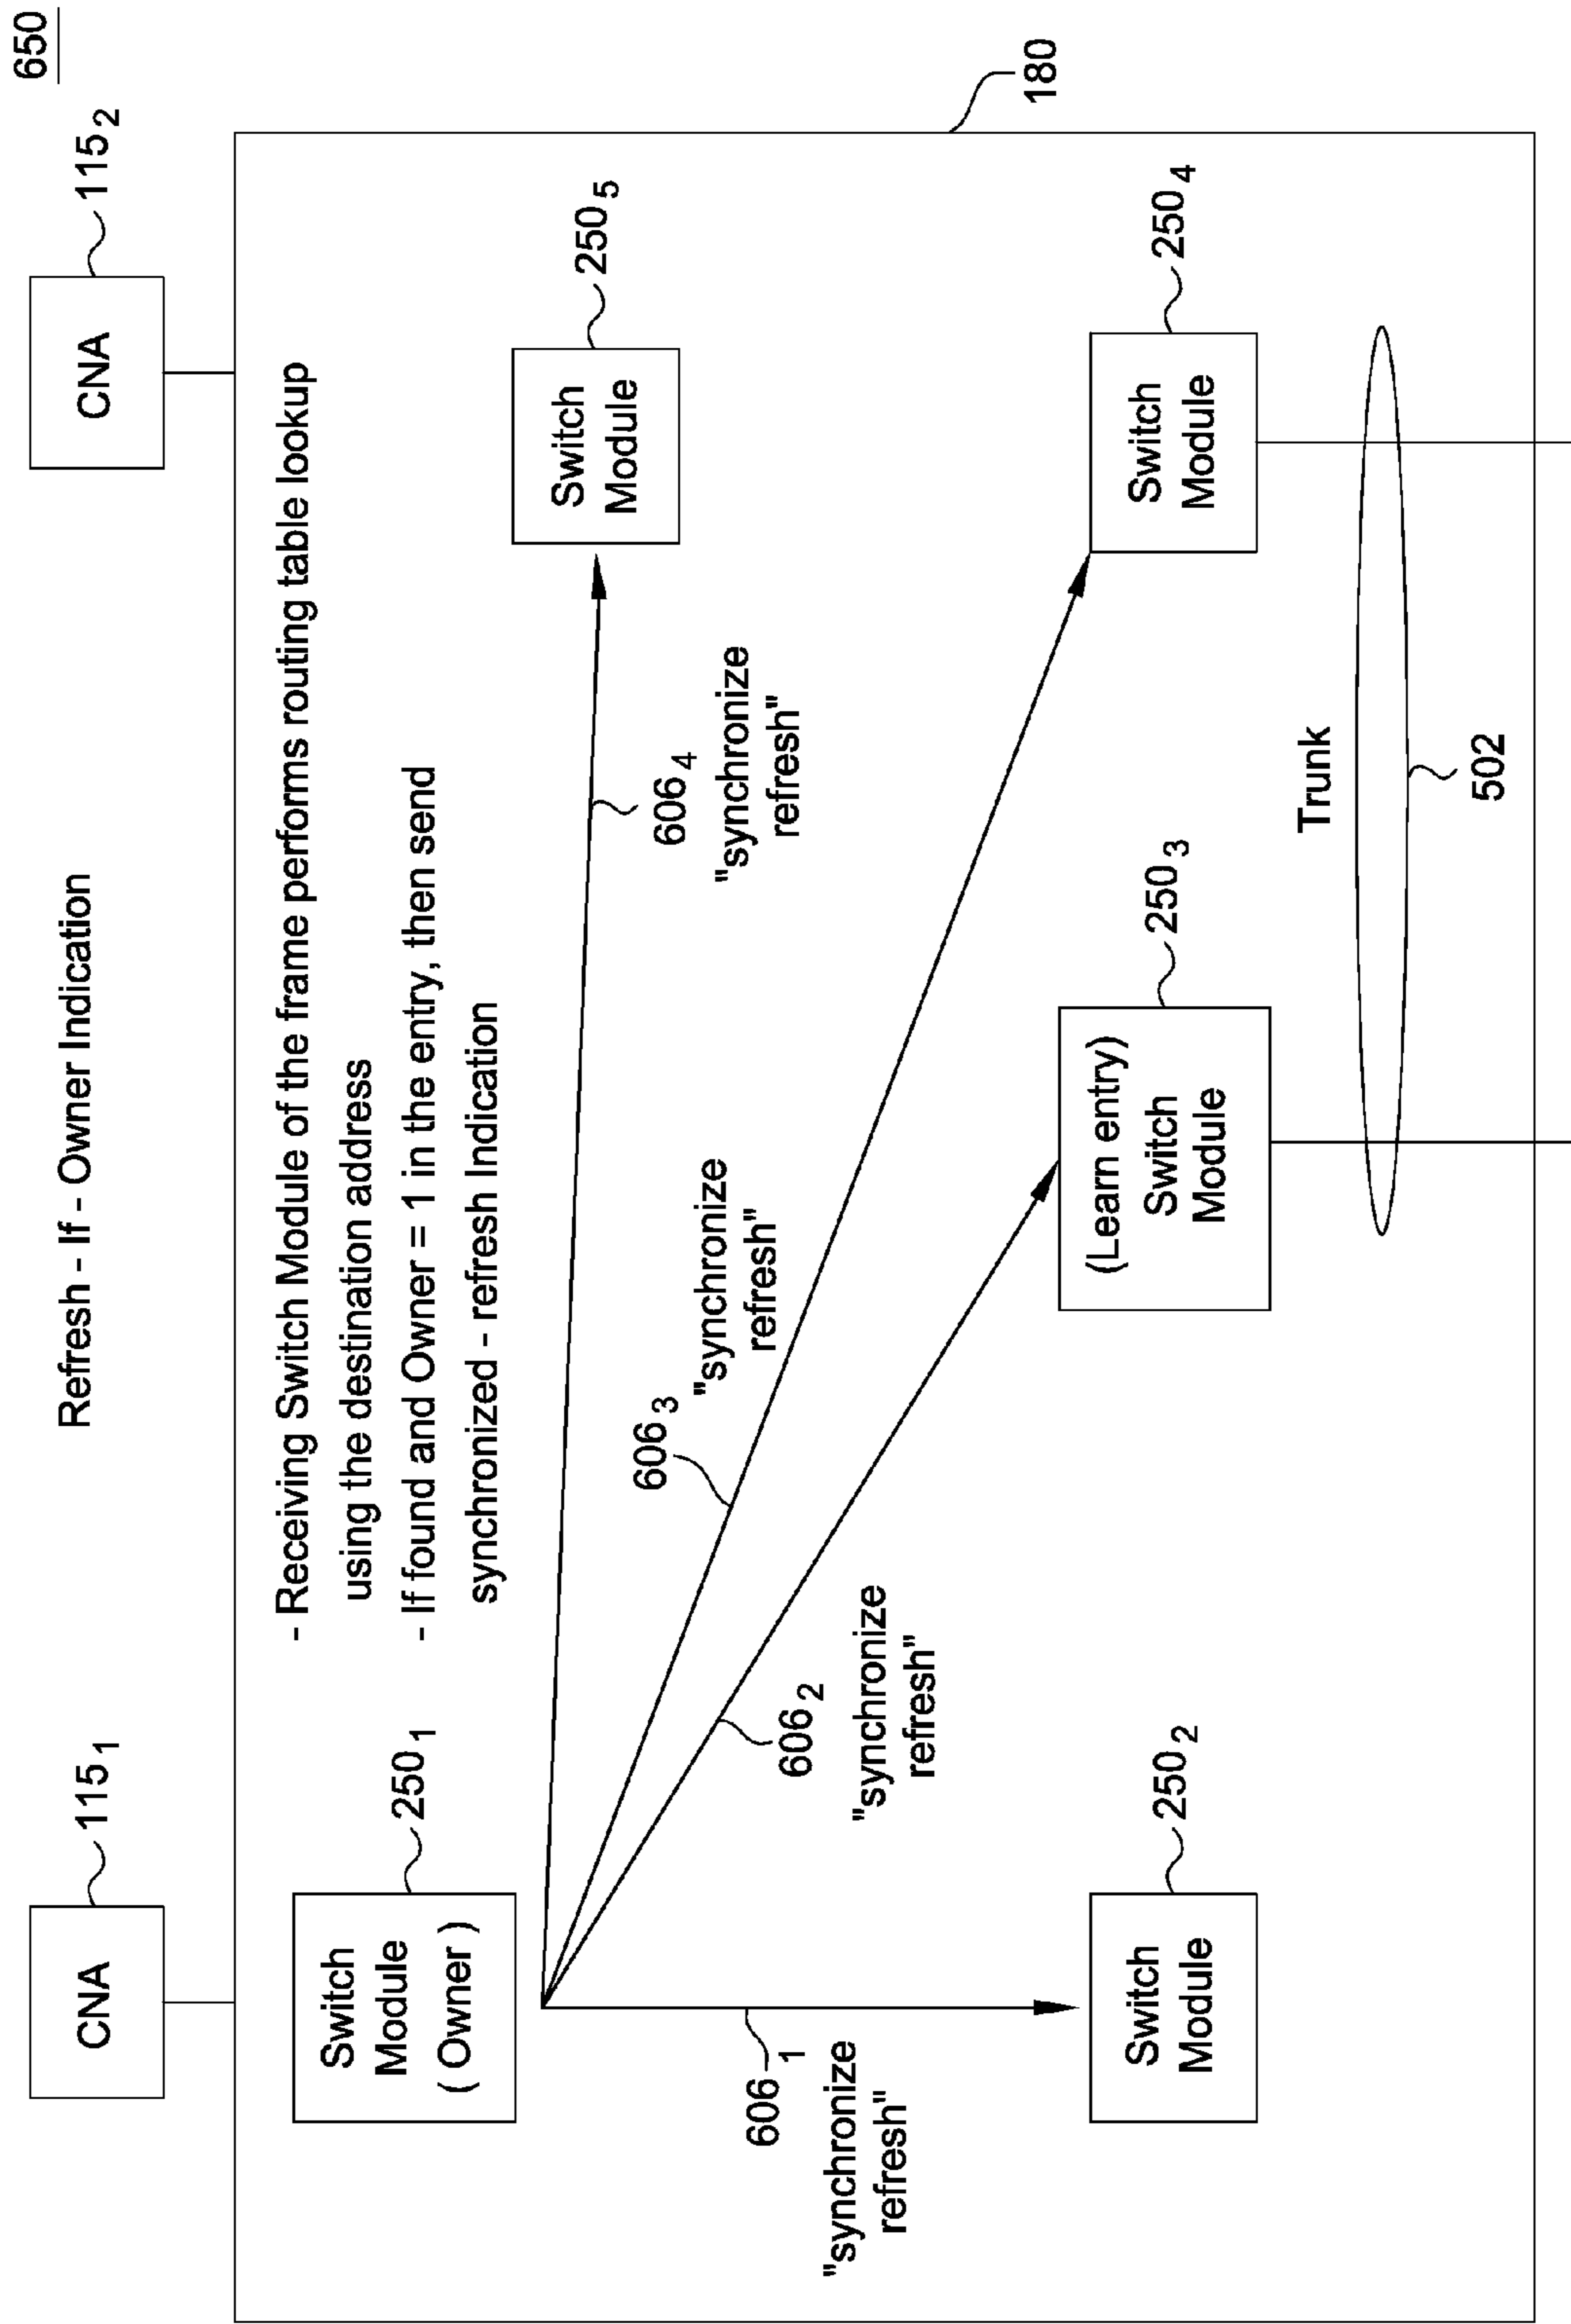 650
Refresh - If - Owner Indication
CNA
115₁
CNA
115₂
- Receiving Switch Module of the frame performs routing table lookup
using the destination address
- If found and Owner = 1 in the entry, then send
synchronized - refresh Indication
Switch
Module
( Owner )
250₁
Switch
Module
250₅
180
606₄
"synchronize
refresh"
606₃
"synchronize
refresh"
606₂
"synchronize
refresh"
606₁
"synchronize
refresh"
Switch
Module
250₂
(Learn entry)
Switch
Module
250₃
Switch
Module
250₄
Trunk
502